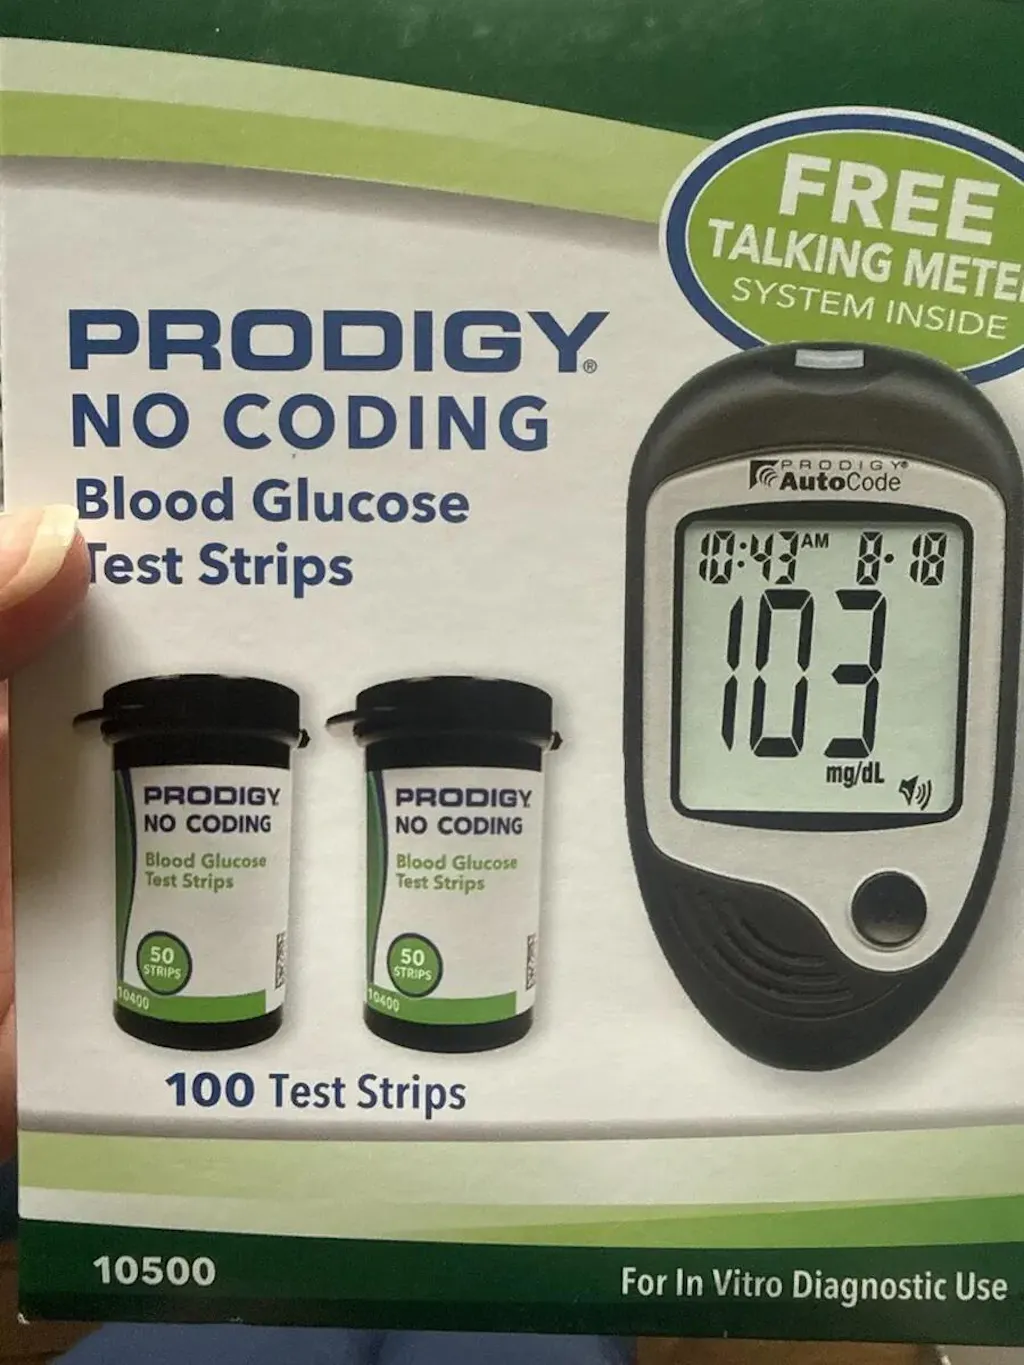 FREE
TALKING METE
SYSTEM INSIDE
PRODIGY®
NO CODING
Blood Glucose
Test Strips
PRODIGY®
AutoCode
10:43 AM 8·18
103
mg/dL
PRODIGY
NO CODING
Blood Glucose
Test Strips
50
STRIPS
10400
PRODIGY
NO CODING
Blood Glucose
Test Strips
50
STRIPS
10400
100 Test Strips
10500
For In Vitro Diagnostic Use